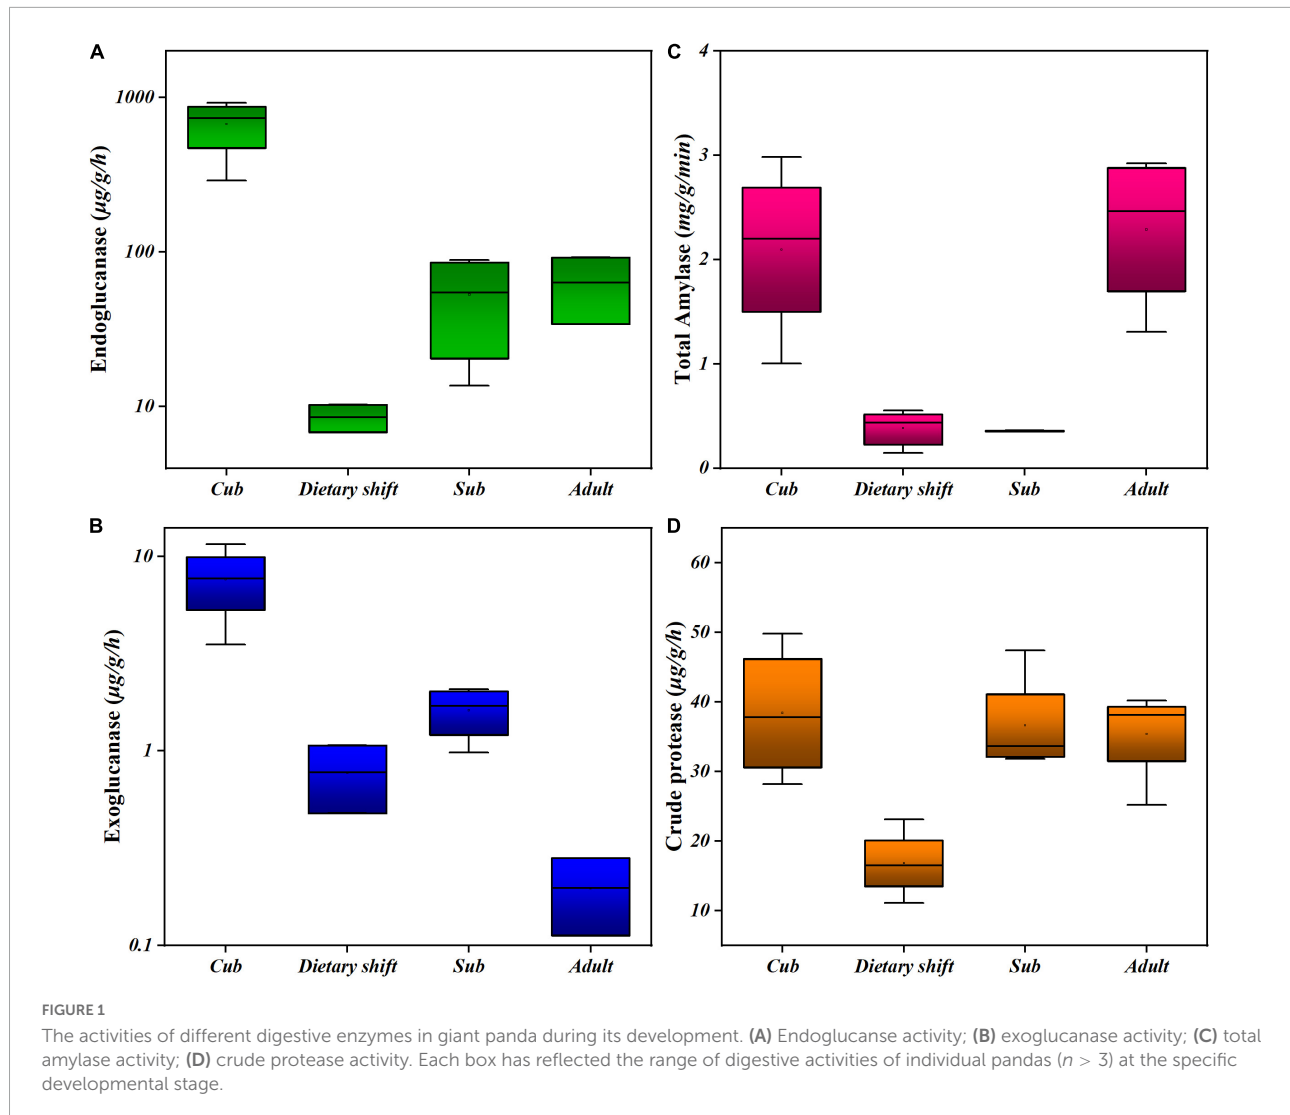 A
Endoglucanase (µg/g/h)
1000
100
10
Cub Dietary shift Sub Adult
C
Total Amylase (mg/g/min)
4
3
2
1
0
Cub Dietary shift Sub Adult
B
Exoglucanase (µg/g/h)
10
1
0.1
Cub Dietary shift Sub Adult
D
Crude protease (µg/g/h)
60
50
40
30
20
10
Cub Dietary shift Sub Adult
FIGURE 1
The activities of different digestive enzymes in giant panda during its development. (A) Endoglucanse activity; (B) exoglucanase activity; (C) total
amylase activity; (D) crude protease activity. Each box has reflected the range of digestive activities of individual pandas (n > 3) at the specific
developmental stage.